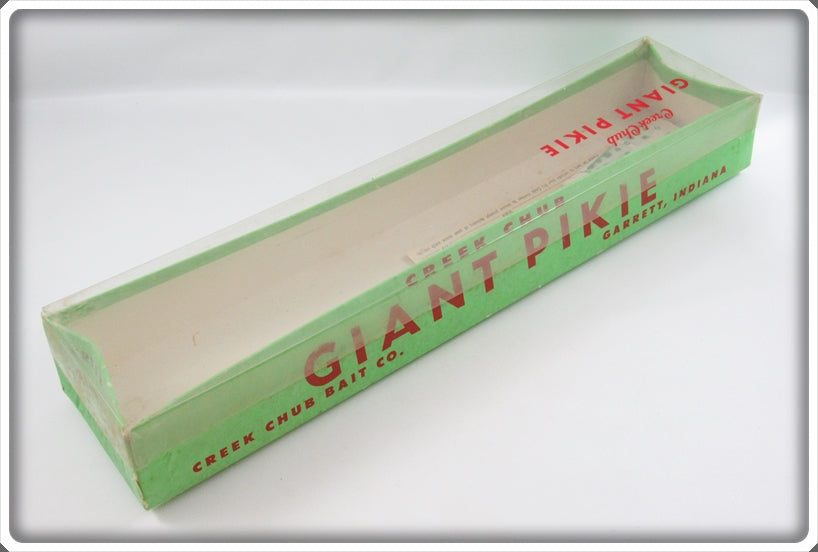 Creek Chub
GIANT PIKIE
CREEK CHUB
GIANT PIKIE
CREEK CHUB BAIT CO.
GARRETT, INDIANA